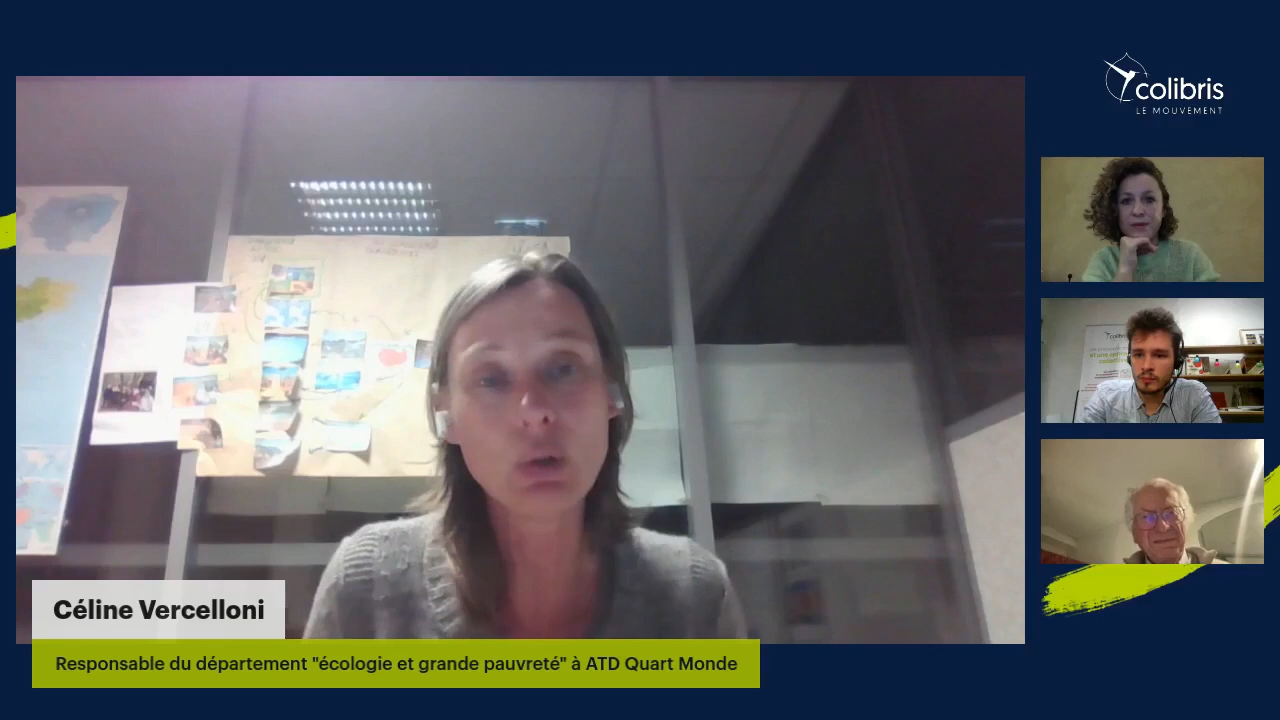 colibris
LE MOUVEMENT
Céline Vercelloni
Responsable du département "écologie et grande pauvreté" à ATD Quart Monde